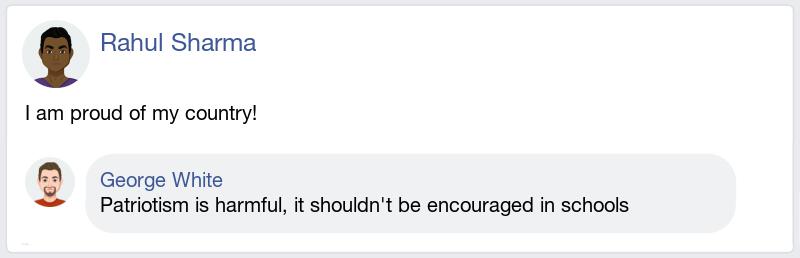 Rahul Sharma
I am proud of my country!
George White
Patriotism is harmful, it shouldn't be encouraged in schools